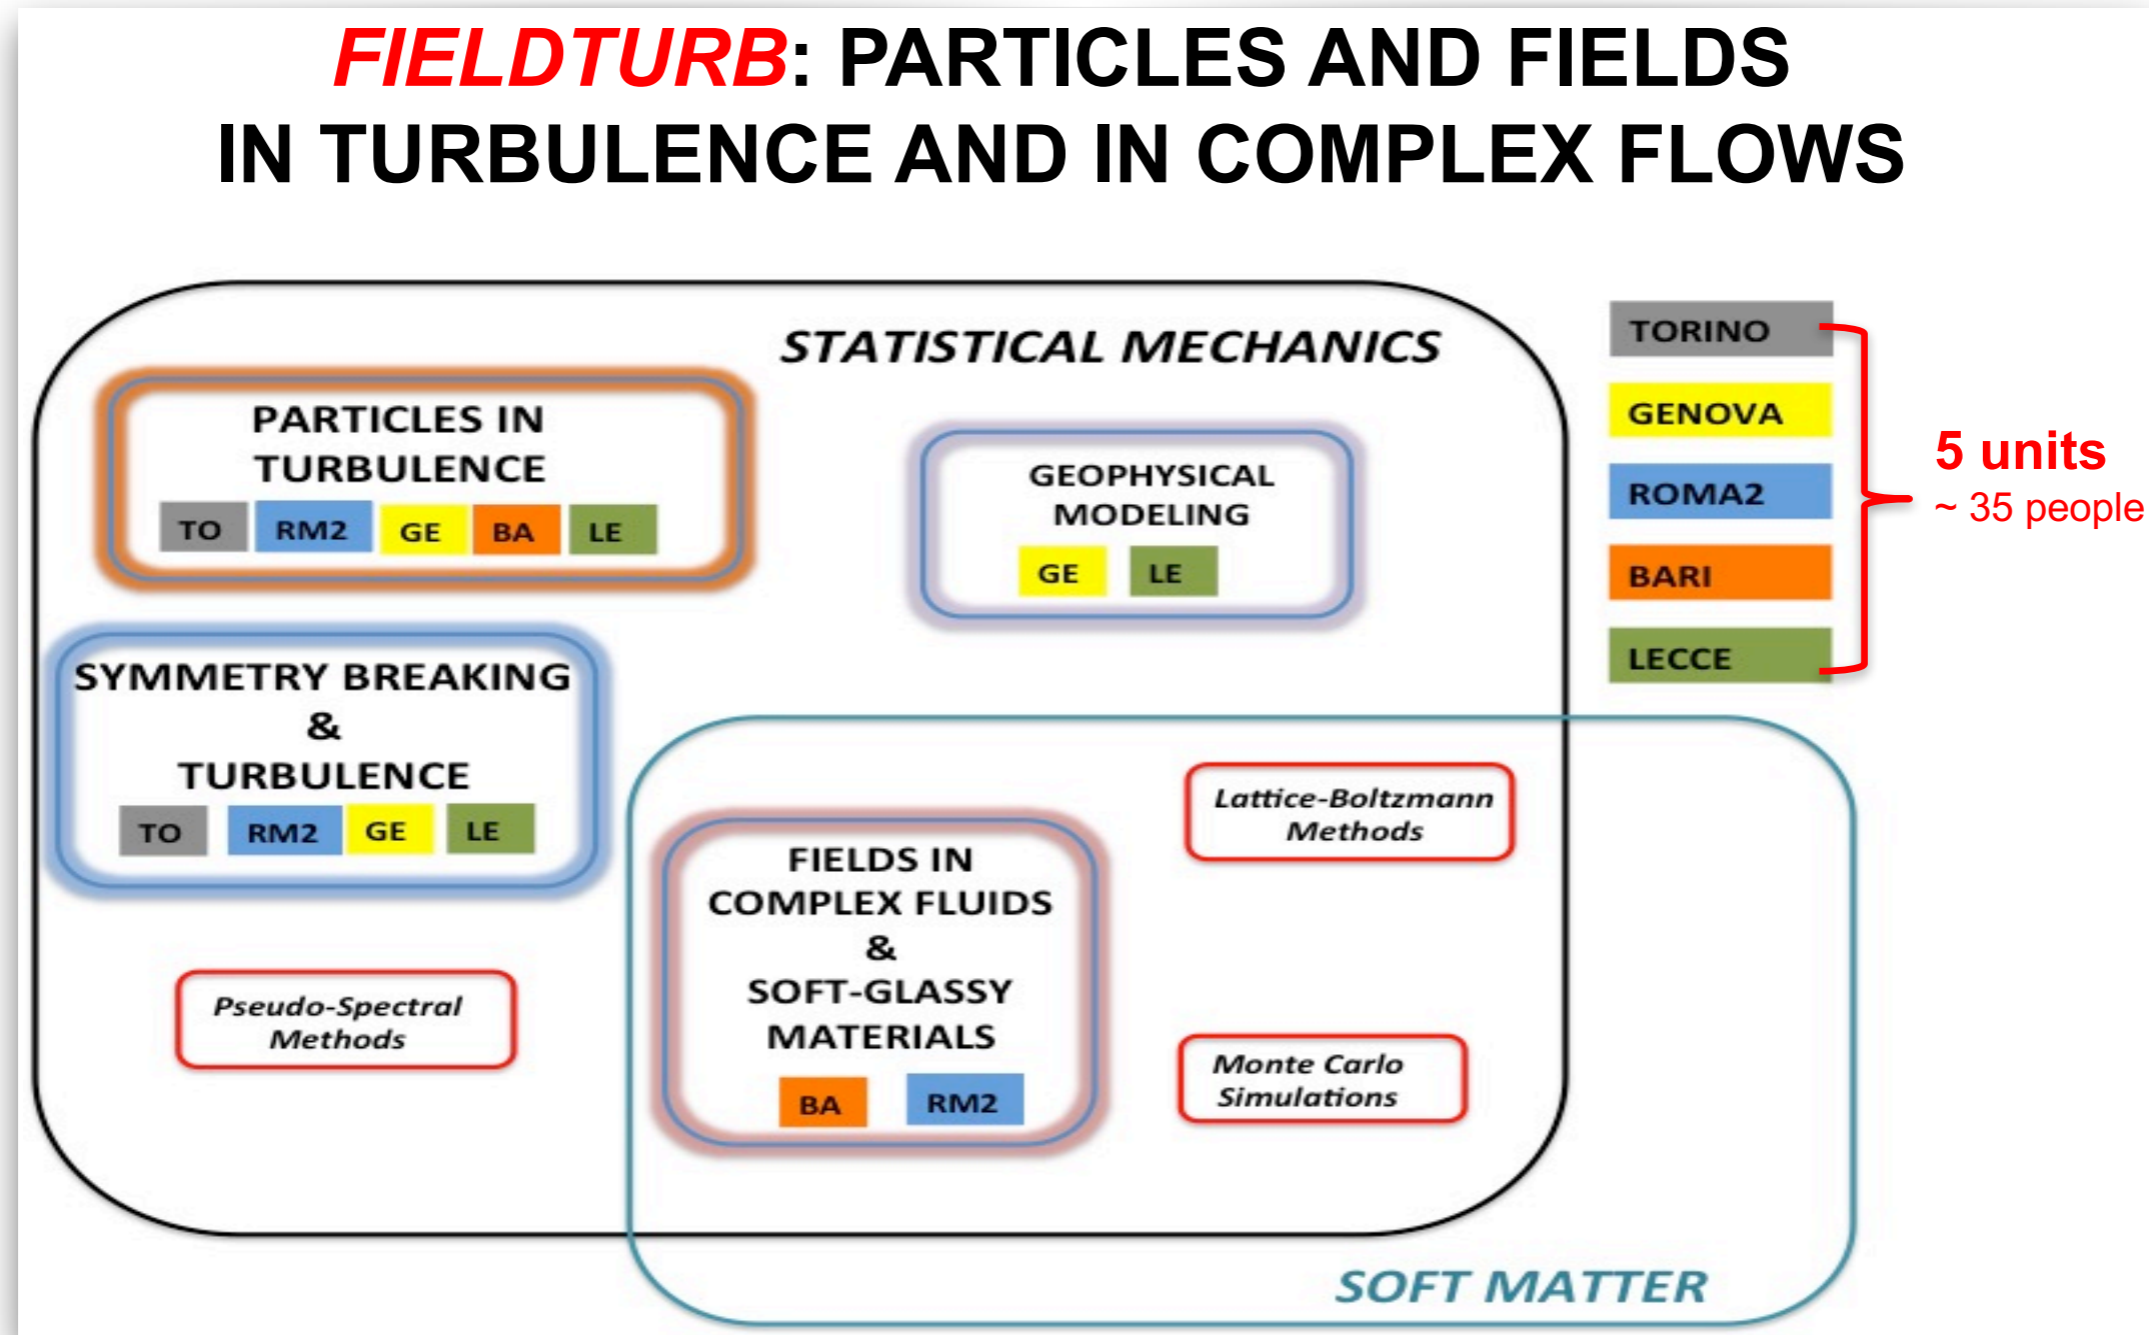 FIELDTURB: PARTICLES AND FIELDS
IN TURBULENCE AND IN COMPLEX FLOWS
STATISTICAL MECHANICS
PARTICLES IN
TURBULENCE
TO RM2 GE BA LE
GEOPHYSICAL
MODELING
GE LE
SYMMETRY BREAKING
&
TURBULENCE
TO RM2 GE LE
Pseudo-Spectral
Methods
FIELDS IN
COMPLEX FLUIDS
&
SOFT-GLASSY
MATERIALS
BA RM2
Lattice-Boltzmann
Methods
Monte Carlo
Simulations
SOFT MATTER
TORINO
GENOVA
ROMA2
BARI
LECCE
5 units
~ 35 people